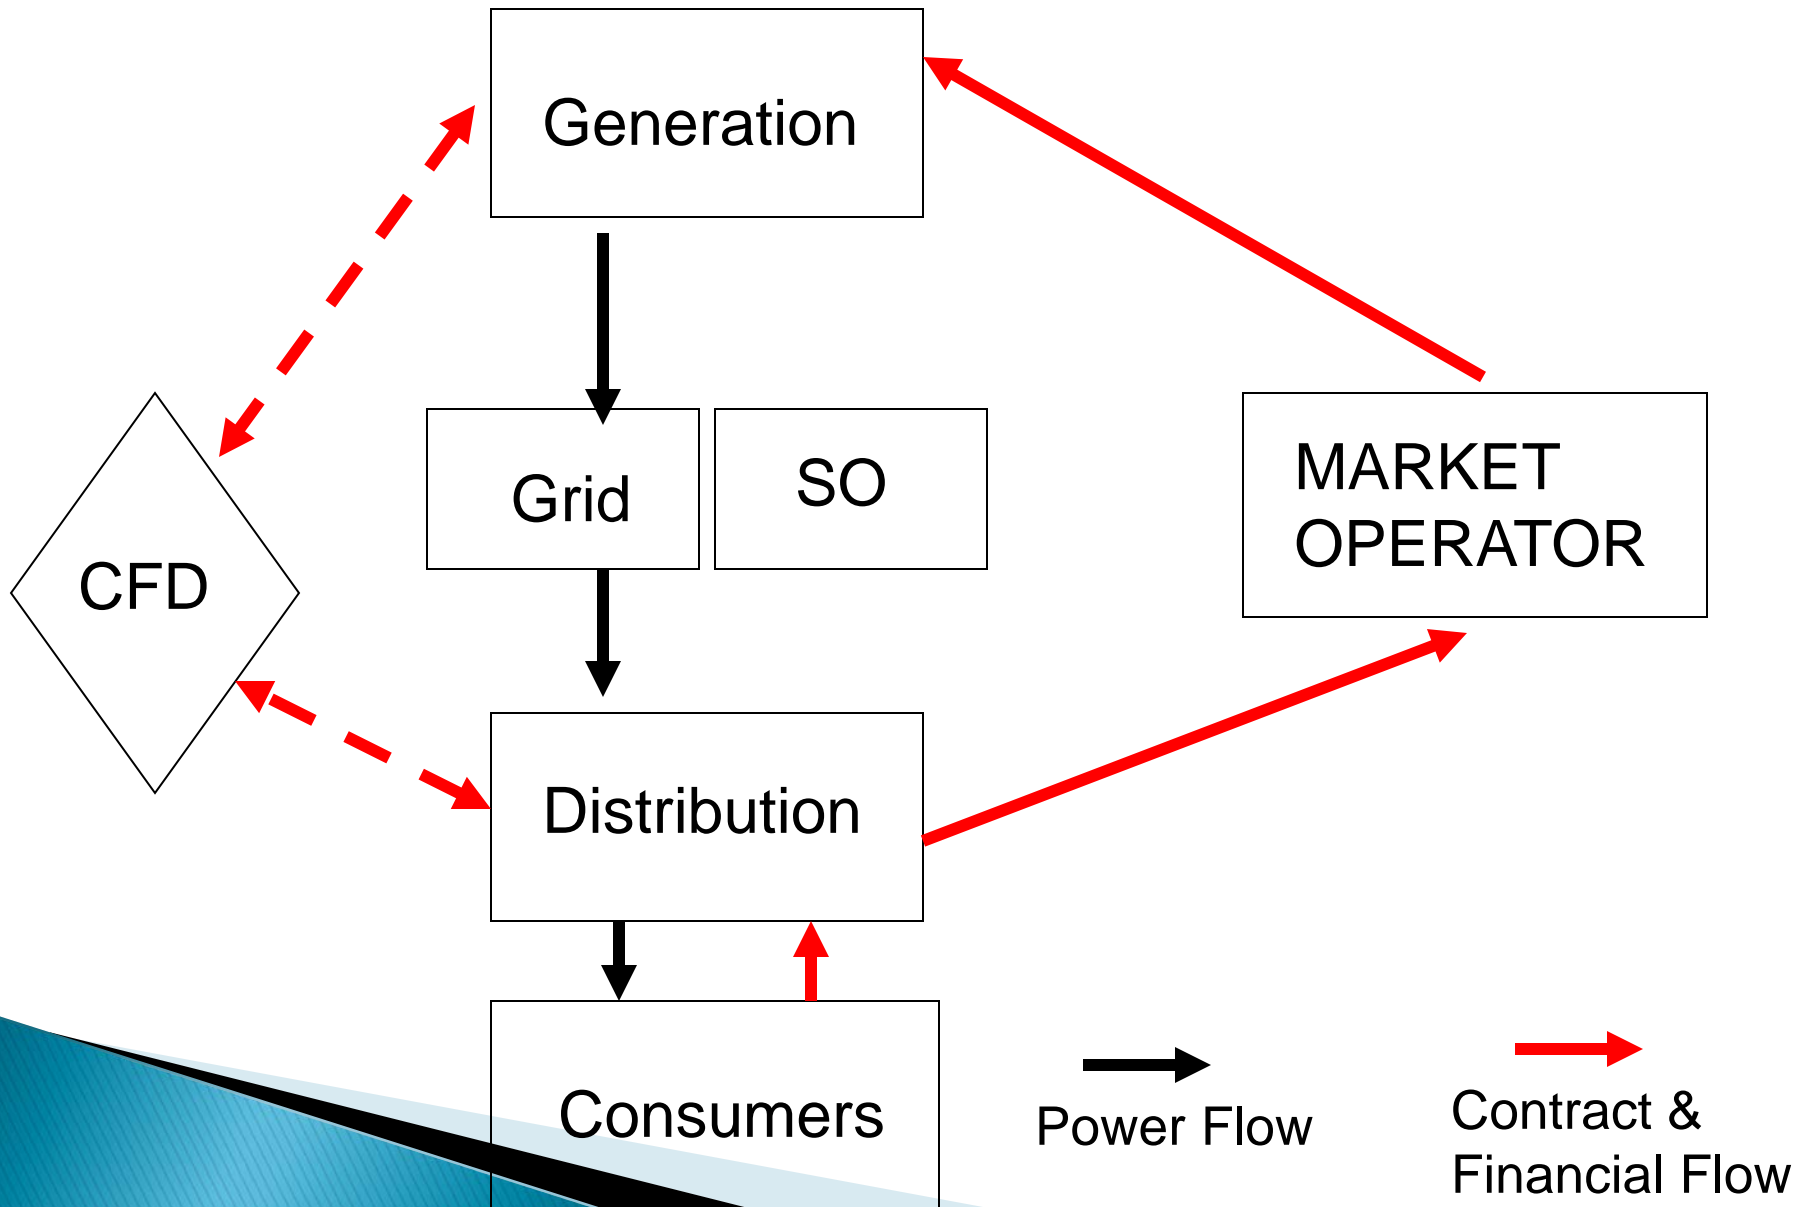 Generation
Grid
SO
MARKET
OPERATOR
CFD
Distribution
Consumers
Power Flow
Contract &
Financial Flow